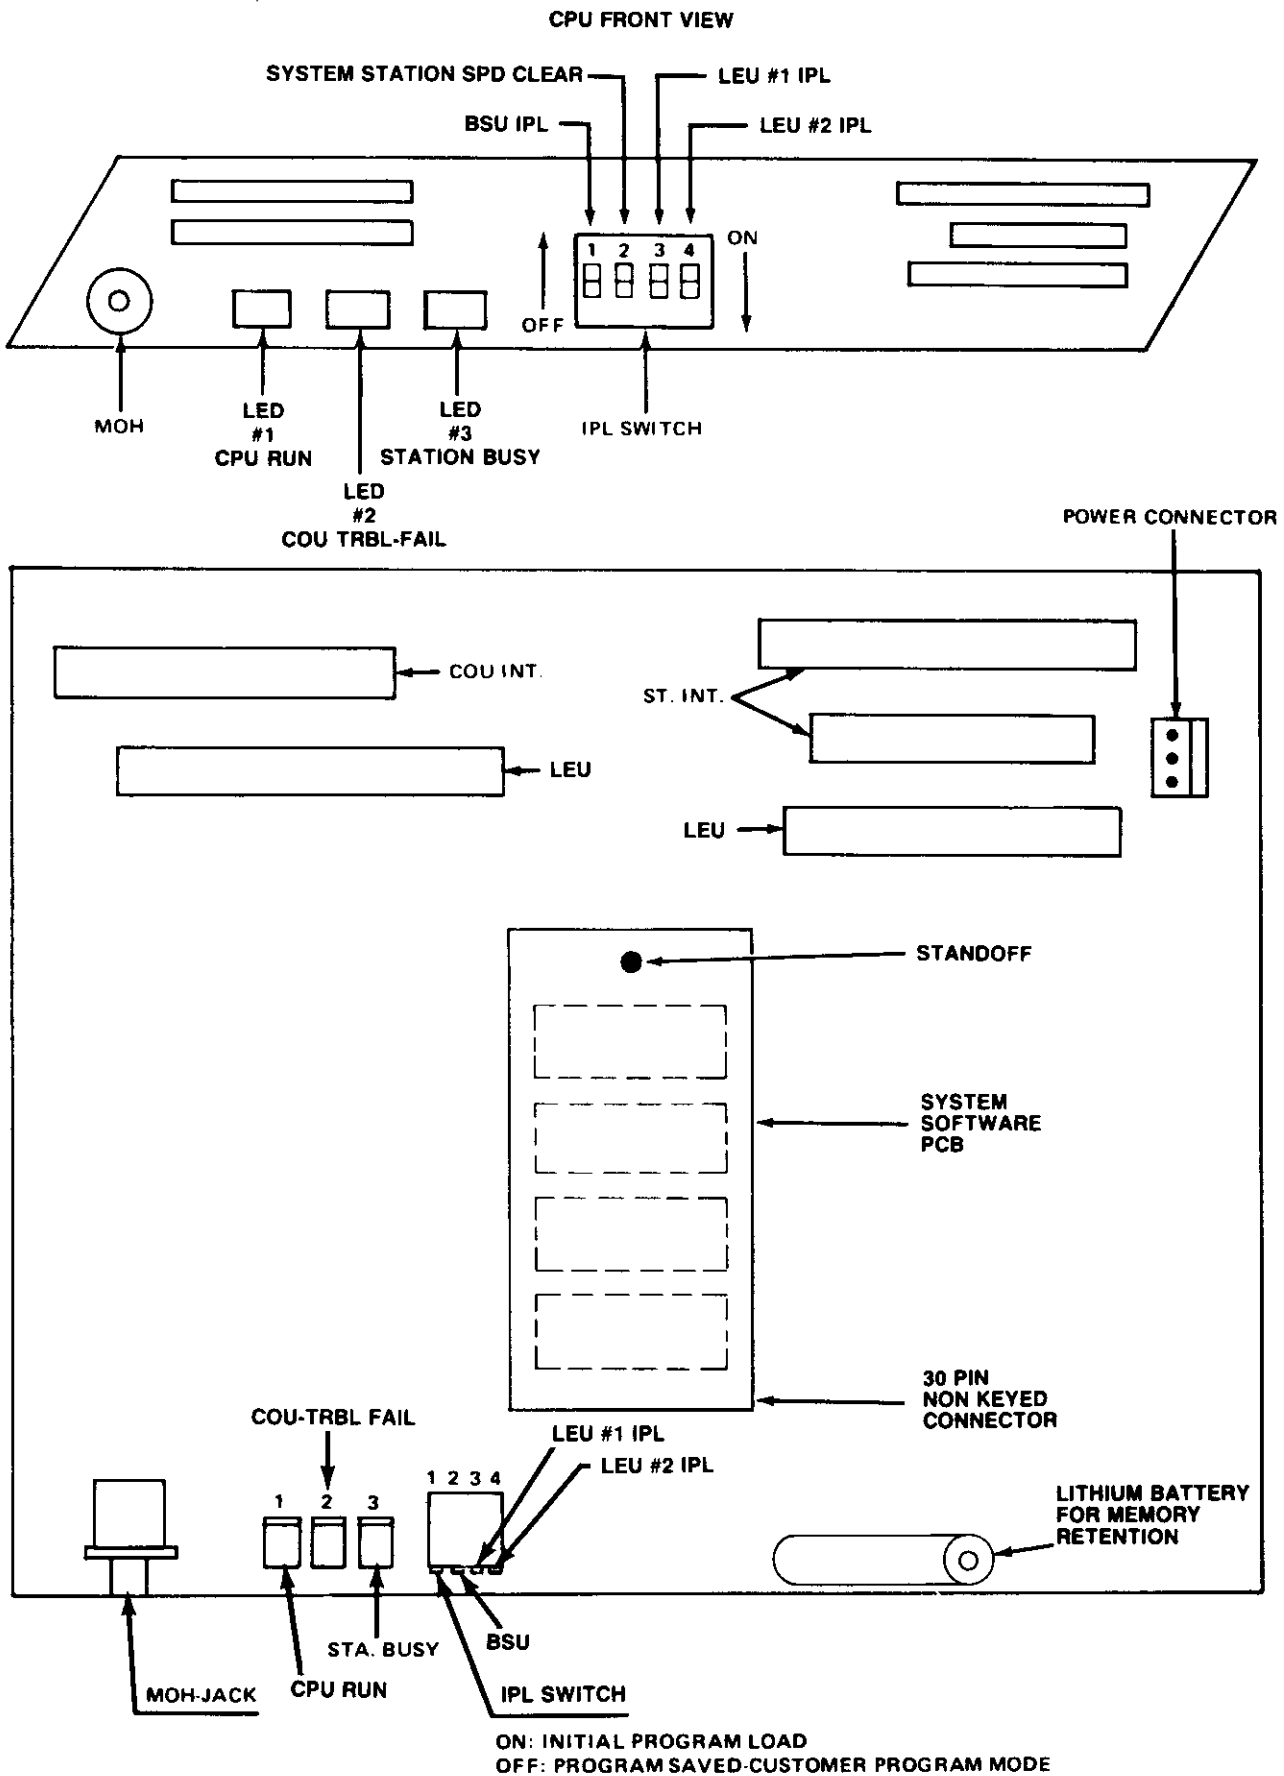 CPU FRONT VIEW
SYSTEM STATION SPD CLEAR
LEU #1 IPL
BSU IPL
LEU #2 IPL
1 2 3 4
ON
OFF
MOH
LED
#1
CPU RUN
LED
#2
COU TRBL-FAIL
LED
#3
STATION BUSY
IPL SWITCH
POWER CONNECTOR
COU INT.
ST. INT.
LEU
LEU
STANDOFF
SYSTEM
SOFTWARE
PCB
30 PIN
NON KEYED
CONNECTOR
COU-TRBL FAIL
LEU #1 IPL
LEU #2 IPL
1 2 3 4
1 2 3
LITHIUM BATTERY
FOR MEMORY
RETENTION
STA. BUSY
BSU
CPU RUN
MOH-JACK
IPL SWITCH
ON: INITIAL PROGRAM LOAD
OFF: PROGRAM SAVED-CUSTOMER PROGRAM MODE